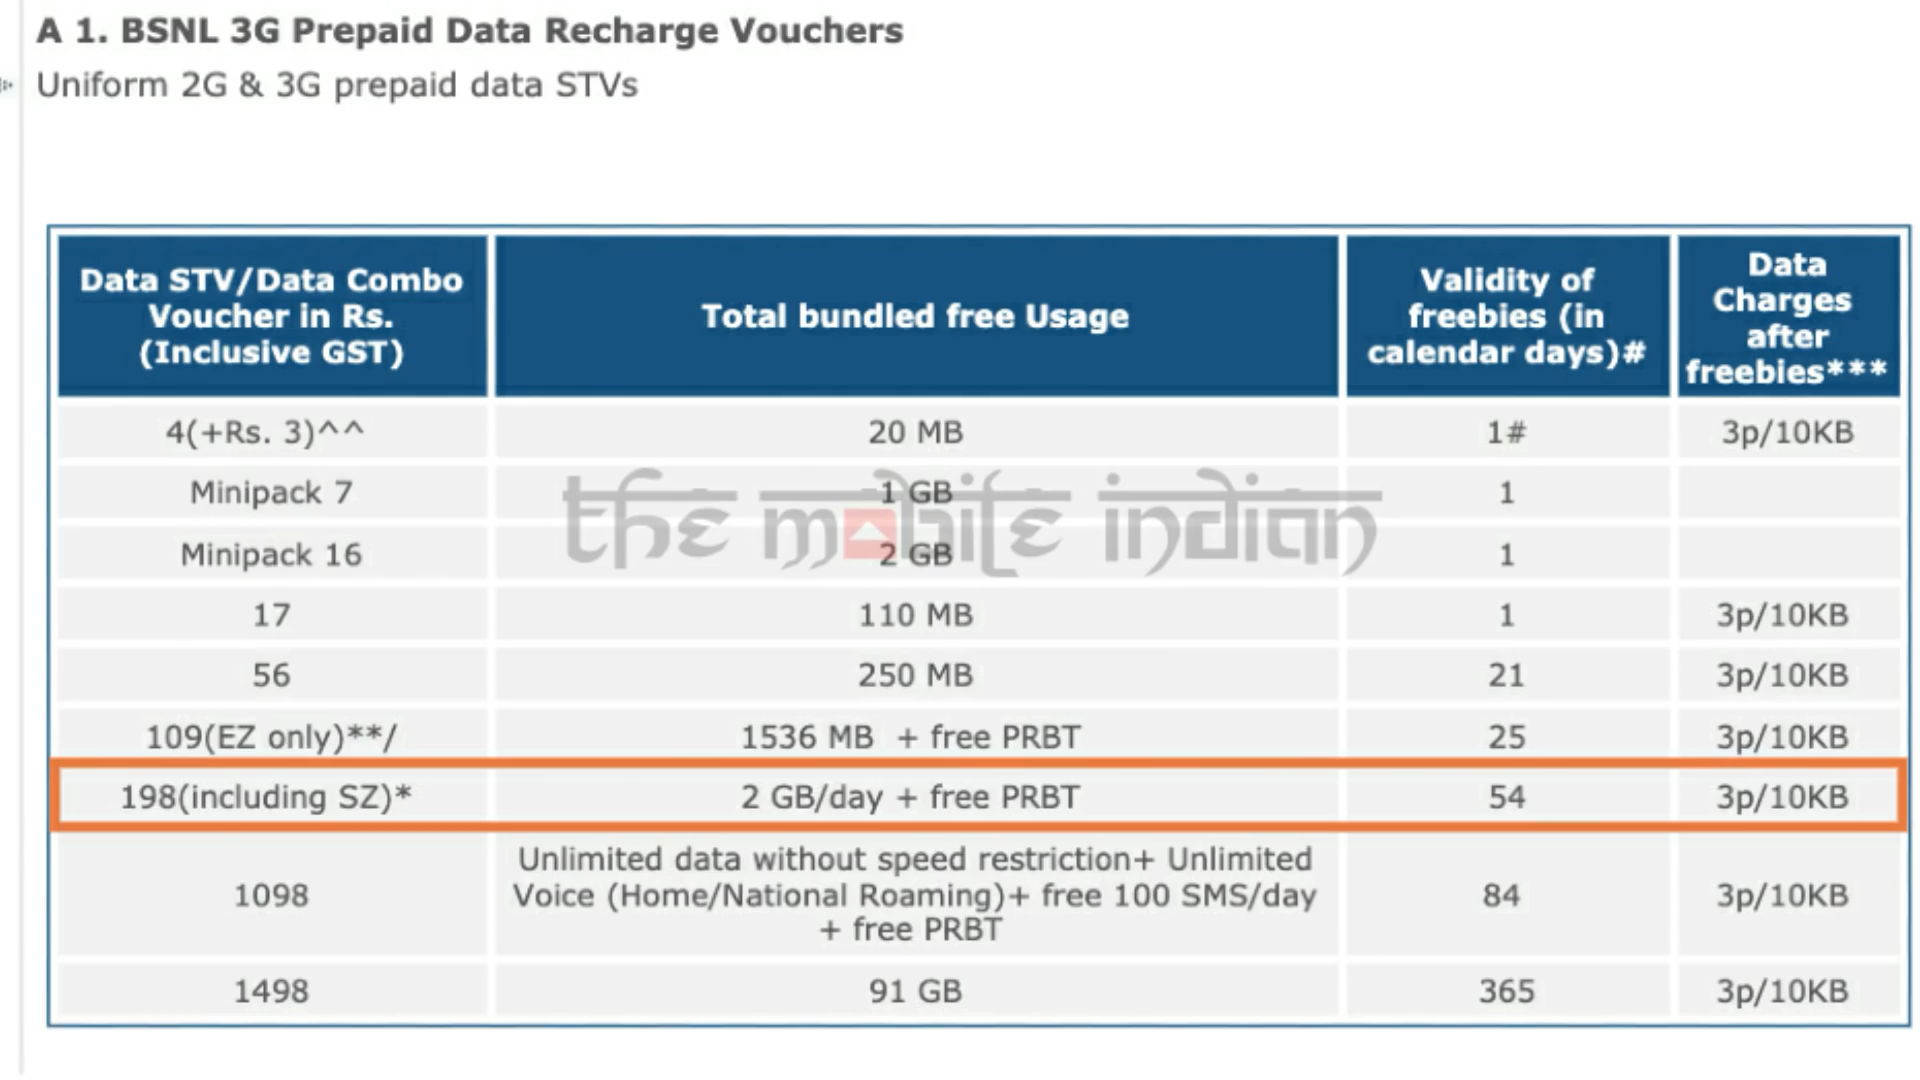 A 1. BSNL 3G Prepaid Data Recharge Vouchers
Uniform 2G & 3G prepaid data STVs
Data STV/Data Combo
Voucher in Rs.
(Inclusive GST)
Total bundled free Usage
Validity of
freebies (in
calendar days)#
Data
Charges
after
freebies***
4(+Rs. 3)^^ 20 MB 1# 3p/10KB
Minipack 7 1 GB 1
the mobile indian
Minipack 16 2 GB 1
17 110 MB 1 3p/10KB
56 250 MB 21 3p/10KB
109(EZ only)**/ 1536 MB + free PRBT 25 3p/10KB
198(including SZ)* 2 GB/day + free PRBT 54 3p/10KB
1098
Unlimited data without speed restriction+ Unlimited
Voice (Home/National Roaming)+ free 100 SMS/day
+ free PRBT
84 3p/10KB
1498 91 GB 365 3p/10KB